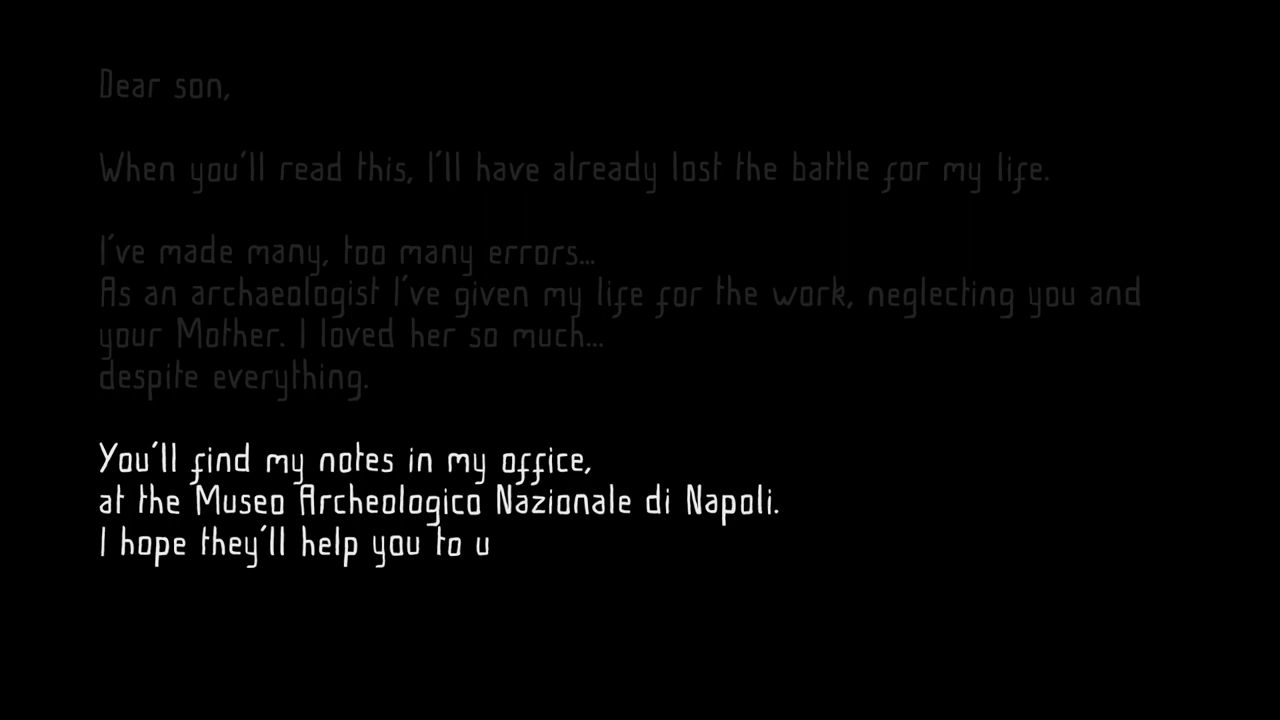 Dear son,
When you'll read this, I'll have already lost the battle for my life.
I've made many, too many errors...
As an archaeologist I've given my life for the work, neglecting you and
your Mother. I loved her so much...
despite everything.
You'll find my notes in my office,
at the Museo Archeologico Nazionale di Napoli.
I hope they'll help you to u